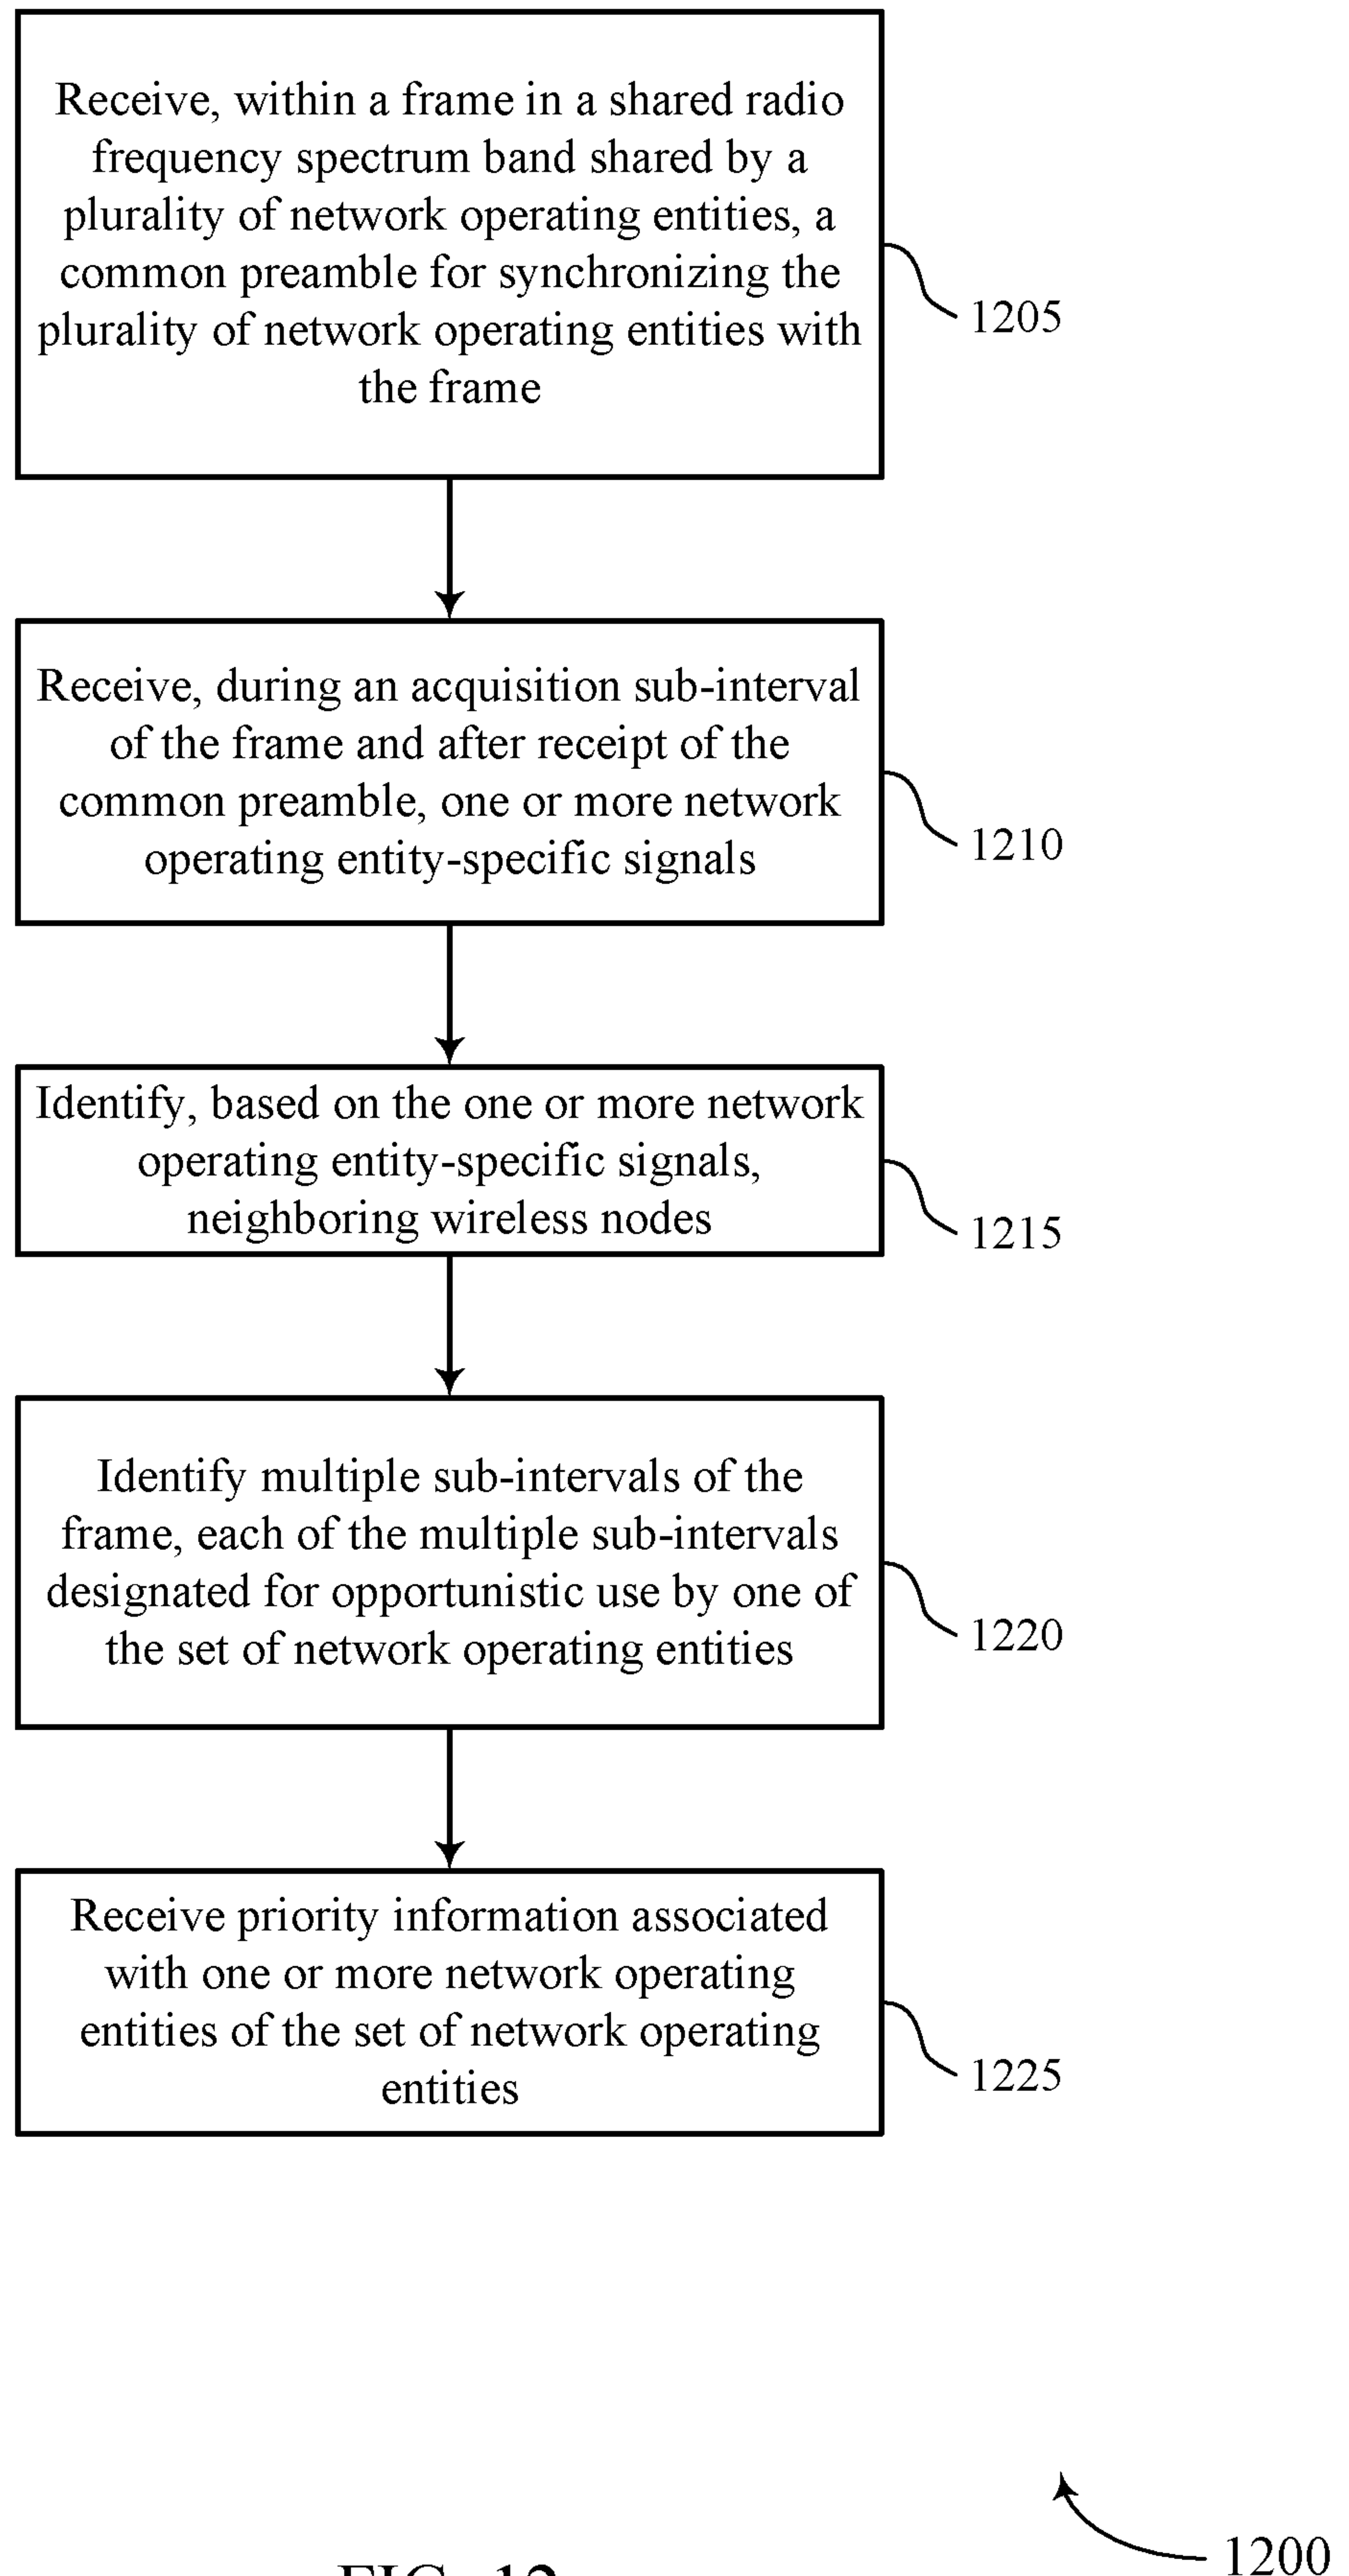 Receive, within a frame in a shared radio
frequency spectrum band shared by a
plurality of network operating entities, a
common preamble for synchronizing the
plurality of network operating entities with
the frame
1205
Receive, during an acquisition sub-interval
of the frame and after receipt of the
common preamble, one or more network
operating entity-specific signals
1210
Identify, based on the one or more network
operating entity-specific signals,
neighboring wireless nodes
1215
Identify multiple sub-intervals of the
frame, each of the multiple sub-intervals
designated for opportunistic use by one of
the set of network operating entities
1220
Receive priority information associated
with one or more network operating
entities of the set of network operating
entities
1225
1200
FIG. 12